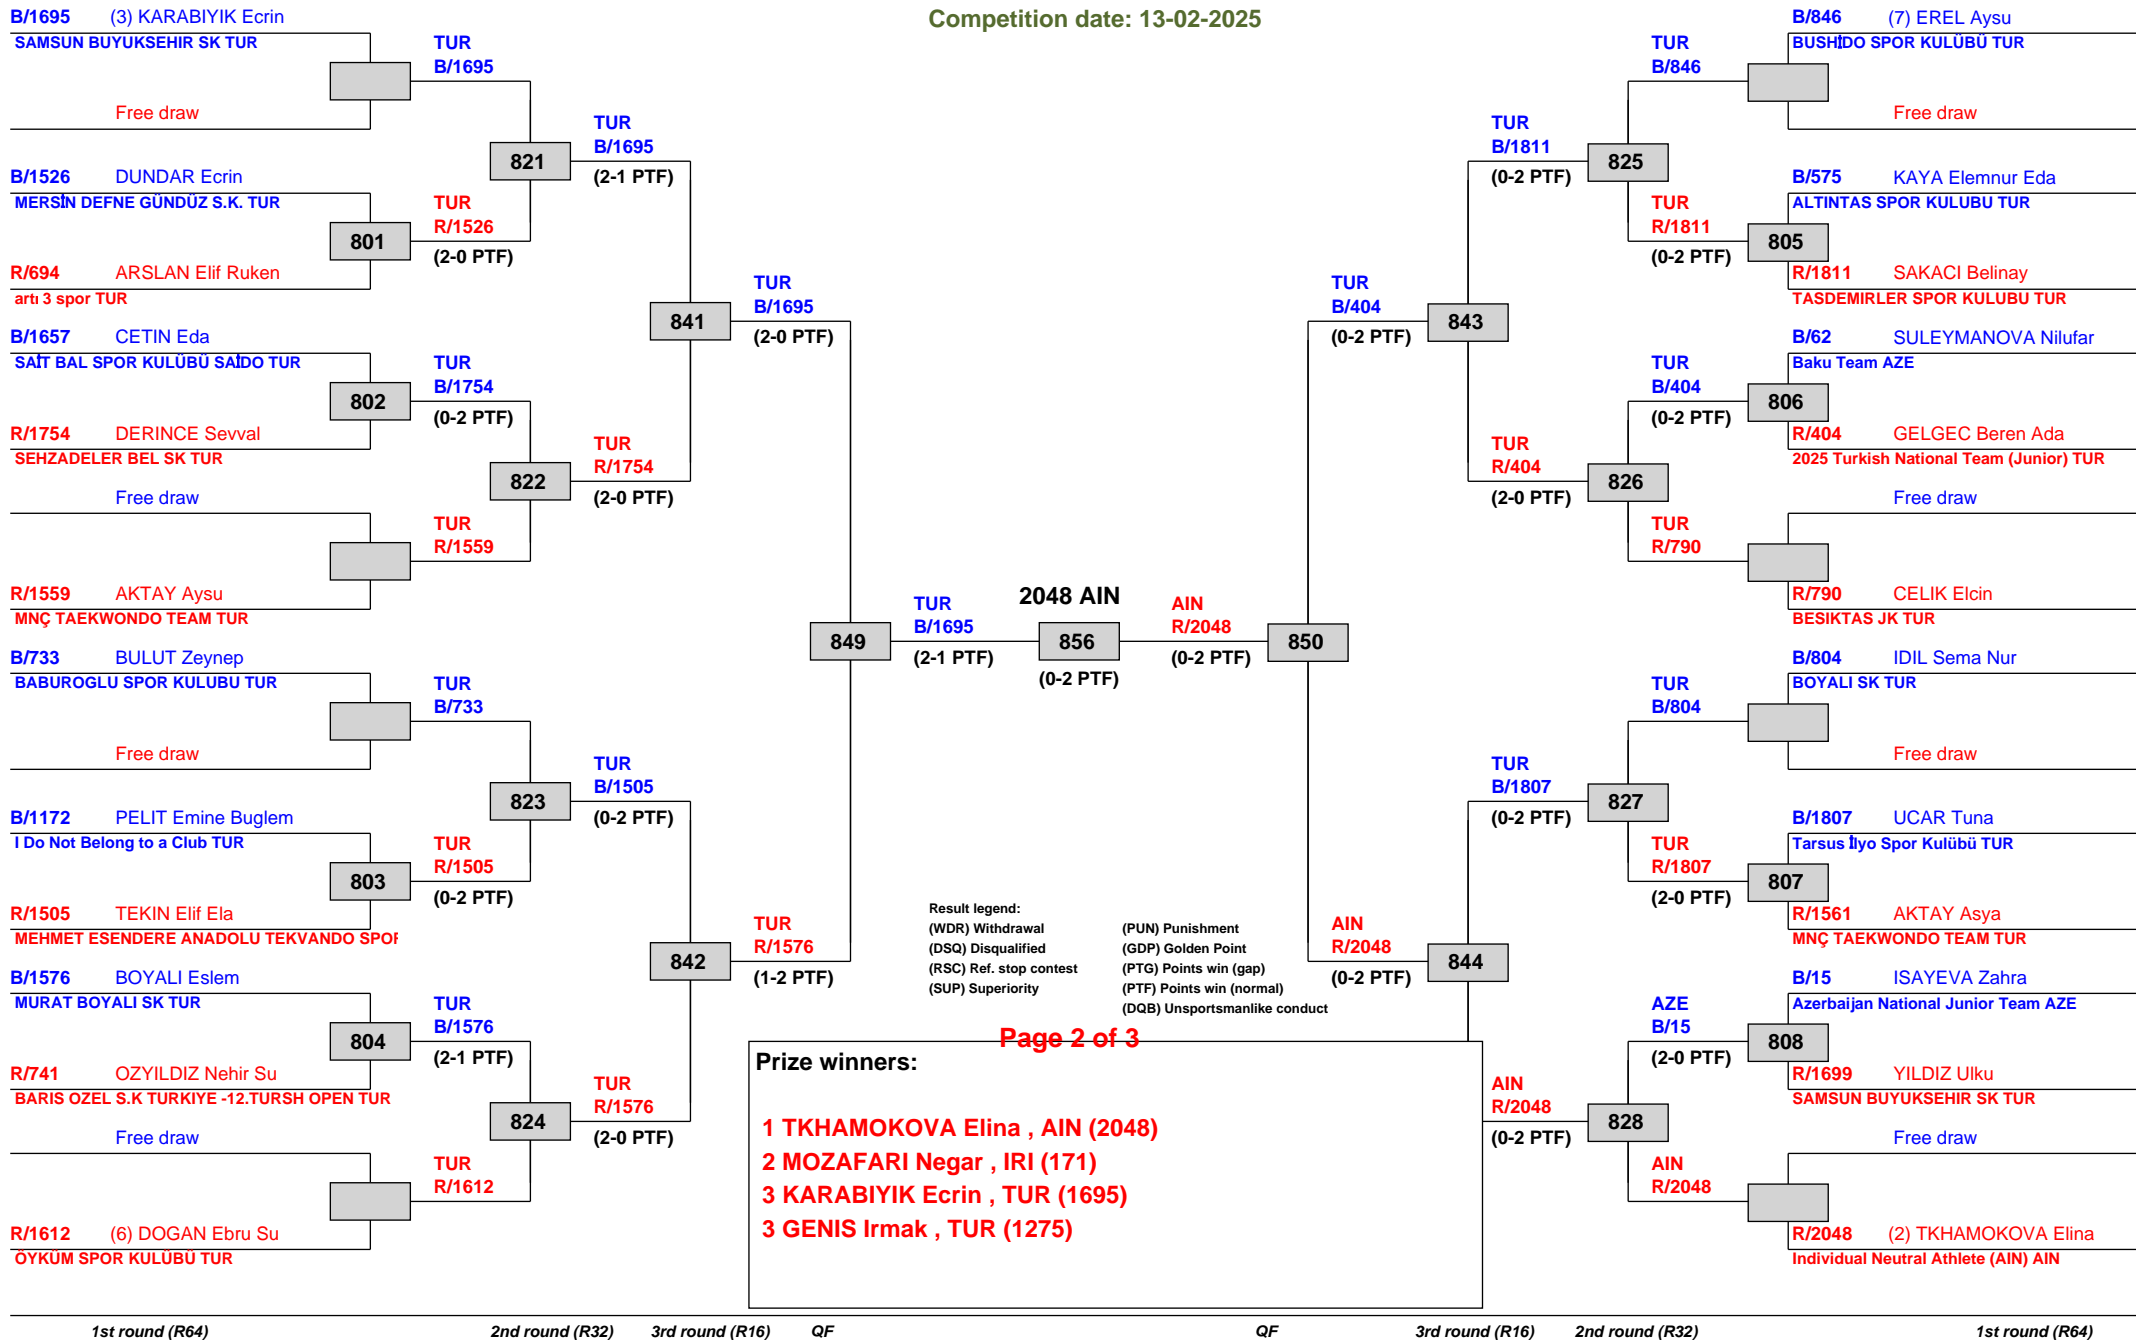 Competition date: 13-02-2025
B/1695 (3) KARABIYIK Ecrin
SAMSUN BUYUKSEHIR SK TUR
Free draw
B/1526 DUNDAR Ecrin
MERSİN DEFNE GÜNDÜZ S.K. TUR
801
R/694 ARSLAN Elif Ruken
artı 3 spor TUR
B/1657 CETIN Eda
SAİT BAL SPOR KULÜBÜ SAİDO TUR
802
R/1754 DERINCE Sevval
SEHZADELER BEL SK TUR
Free draw
R/1559 AKTAY Aysu
MNÇ TAEKWONDO TEAM TUR
B/733 BULUT Zeynep
BABUROGLU SPOR KULUBU TUR
Free draw
B/1172 PELIT Emine Buglem
I Do Not Belong to a Club TUR
803
R/1505 TEKIN Elif Ela
MEHMET ESENDERE ANADOLU TEKVANDO SPOR
B/1576 BOYALI Eslem
MURAT BOYALI SK TUR
804
R/741 OZYILDIZ Nehir Su
BARIS OZEL S.K TURKIYE -12.TURSH OPEN TUR
Free draw
R/1612 (6) DOGAN Ebru Su
ÖYKÜM SPOR KULÜBÜ TUR
TUR
B/1695
821
TUR
R/1526
(2-0 PTF)
TUR
B/1754
(0-2 PTF)
822
TUR
R/1559
TUR
B/733
823
TUR
R/1505
(0-2 PTF)
TUR
B/1576
(2-1 PTF)
824
TUR
R/1612
TUR
B/1695
(2-1 PTF)
841
TUR
R/1754
(2-0 PTF)
TUR
B/1505
(0-2 PTF)
842
TUR
R/1576
(2-0 PTF)
TUR
B/1695
(2-0 PTF)
849
TUR
R/1576
(1-2 PTF)
TUR
B/1695
(2-1 PTF)
2048 AIN
856
(0-2 PTF)
AIN
R/2048
(0-2 PTF)
850
TUR
B/404
(0-2 PTF)
AIN
R/2048
(0-2 PTF)
843
844
TUR
B/1811
(0-2 PTF)
TUR
R/404
(2-0 PTF)
TUR
B/1807
(0-2 PTF)
AIN
R/2048
(0-2 PTF)
825
826
827
828
TUR
B/846
TUR
R/1811
(0-2 PTF)
TUR
B/404
(0-2 PTF)
TUR
R/790
TUR
B/804
TUR
R/1807
(2-0 PTF)
AZE
B/15
(2-0 PTF)
AIN
R/2048
B/846 (7) EREL Aysu
BUSHİDO SPOR KULÜBÜ TUR
Free draw
B/575 KAYA Elemnur Eda
ALTINTAS SPOR KULUBU TUR
805
R/1811 SAKACI Belinay
TASDEMIRLER SPOR KULUBU TUR
B/62 SULEYMANOVA Nilufar
Baku Team AZE
806
R/404 GELGEC Beren Ada
2025 Turkish National Team (Junior) TUR
Free draw
R/790 CELIK Elcin
BESIKTAS JK TUR
B/804 IDIL Sema Nur
BOYALI SK TUR
Free draw
B/1807 UCAR Tuna
Tarsus İlyo Spor Kulübü TUR
807
R/1561 AKTAY Asya
MNÇ TAEKWONDO TEAM TUR
B/15 ISAYEVA Zahra
Azerbaijan National Junior Team AZE
808
R/1699 YILDIZ Ulku
SAMSUN BUYUKSEHIR SK TUR
Free draw
R/2048 (2) TKHAMOKOVA Elina
Individual Neutral Athlete (AIN) AIN
Result legend:
(WDR) Withdrawal (PUN) Punishment
(DSQ) Disqualified (GDP) Golden Point
(RSC) Ref. stop contest (PTG) Points win (gap)
(SUP) Superiority (PTF) Points win (normal)
(DQB) Unsportsmanlike conduct
Page 2 of 3
Prize winners:
1 TKHAMOKOVA Elina , AIN (2048)
2 MOZAFARI Negar , IRI (171)
3 KARABIYIK Ecrin , TUR (1695)
3 GENIS Irmak , TUR (1275)
1st round (R64) 2nd round (R32) 3rd round (R16) QF QF 3rd round (R16) 2nd round (R32) 1st round (R64)